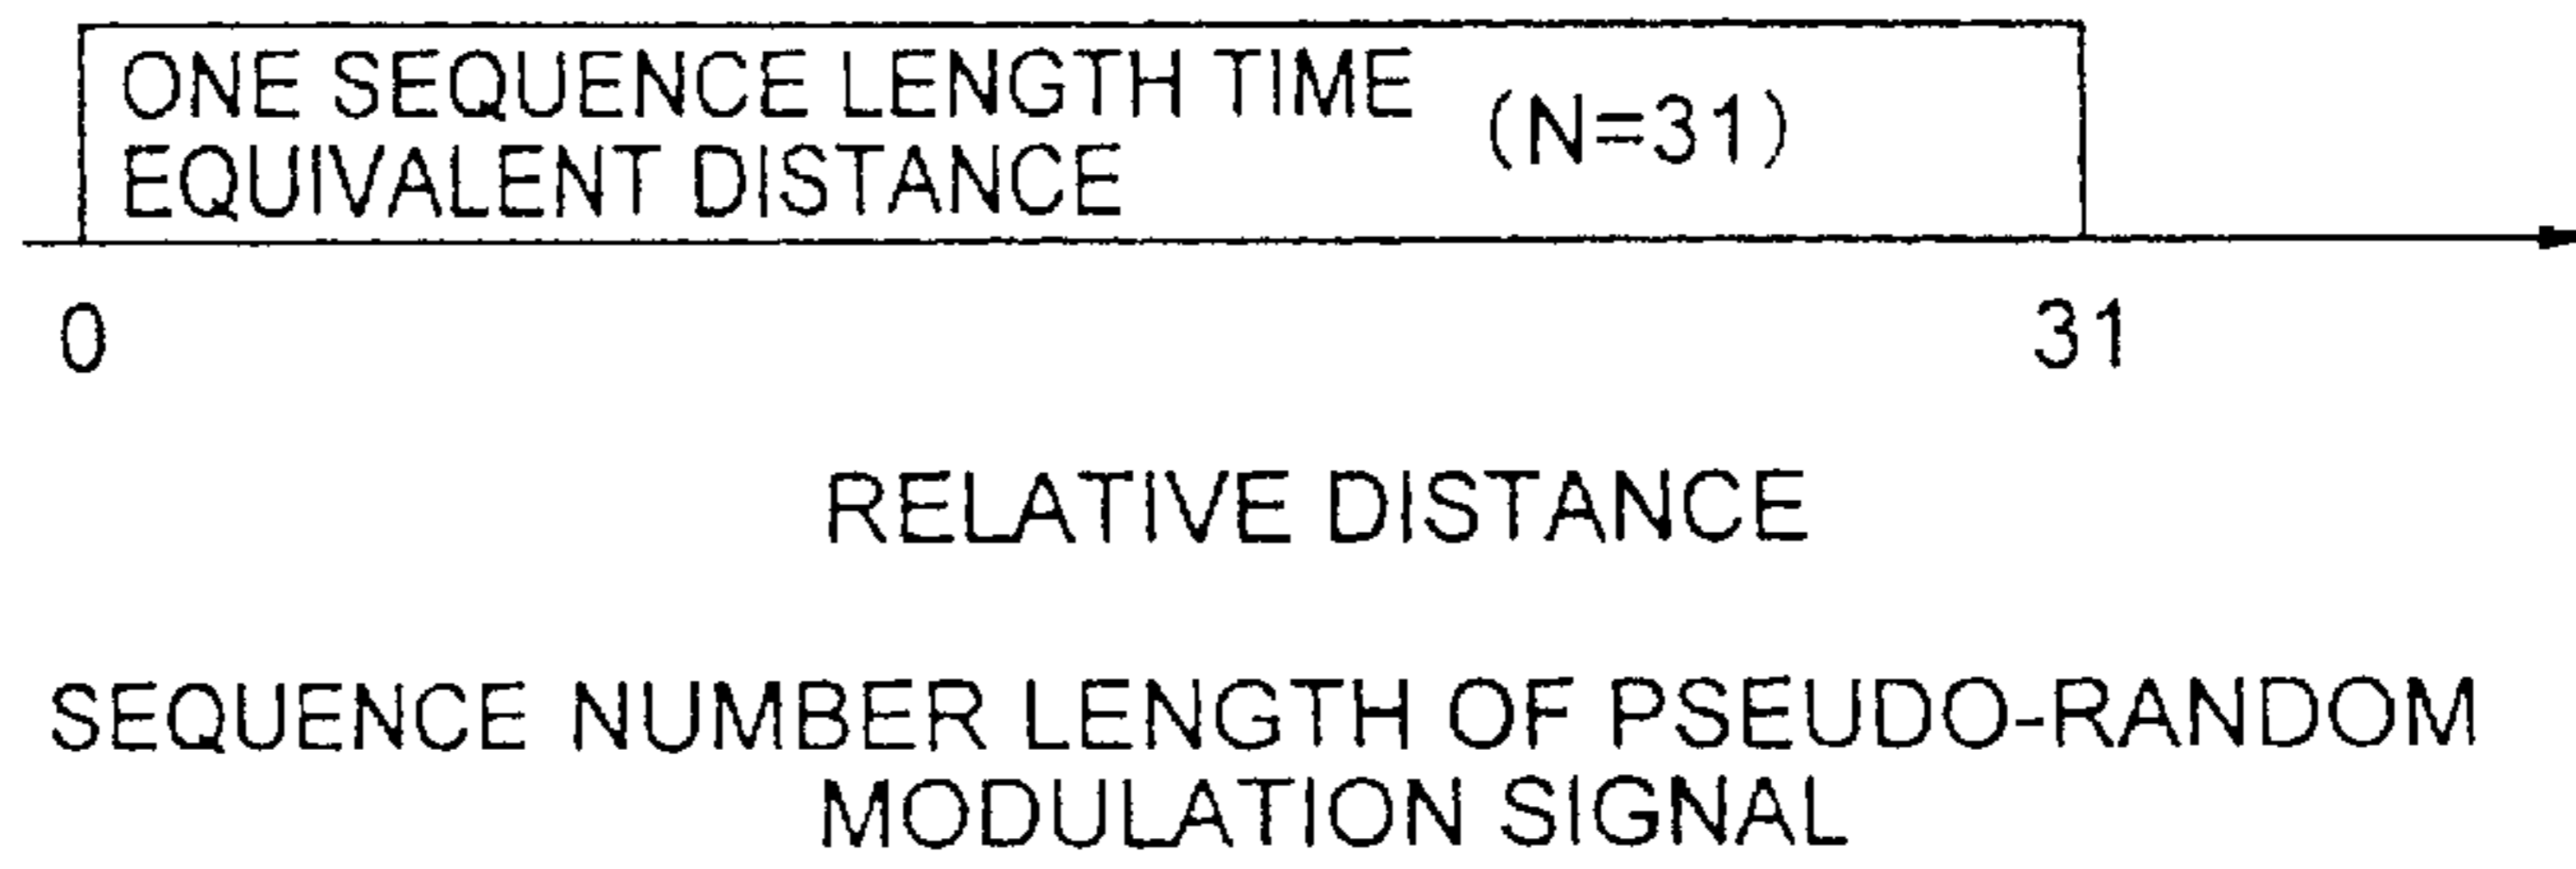 ONE SEQUENCE LENGTH TIME
EQUIVALENT DISTANCE
(N=31)
0
31
RELATIVE DISTANCE
SEQUENCE NUMBER LENGTH OF PSEUDO-RANDOM
MODULATION SIGNAL